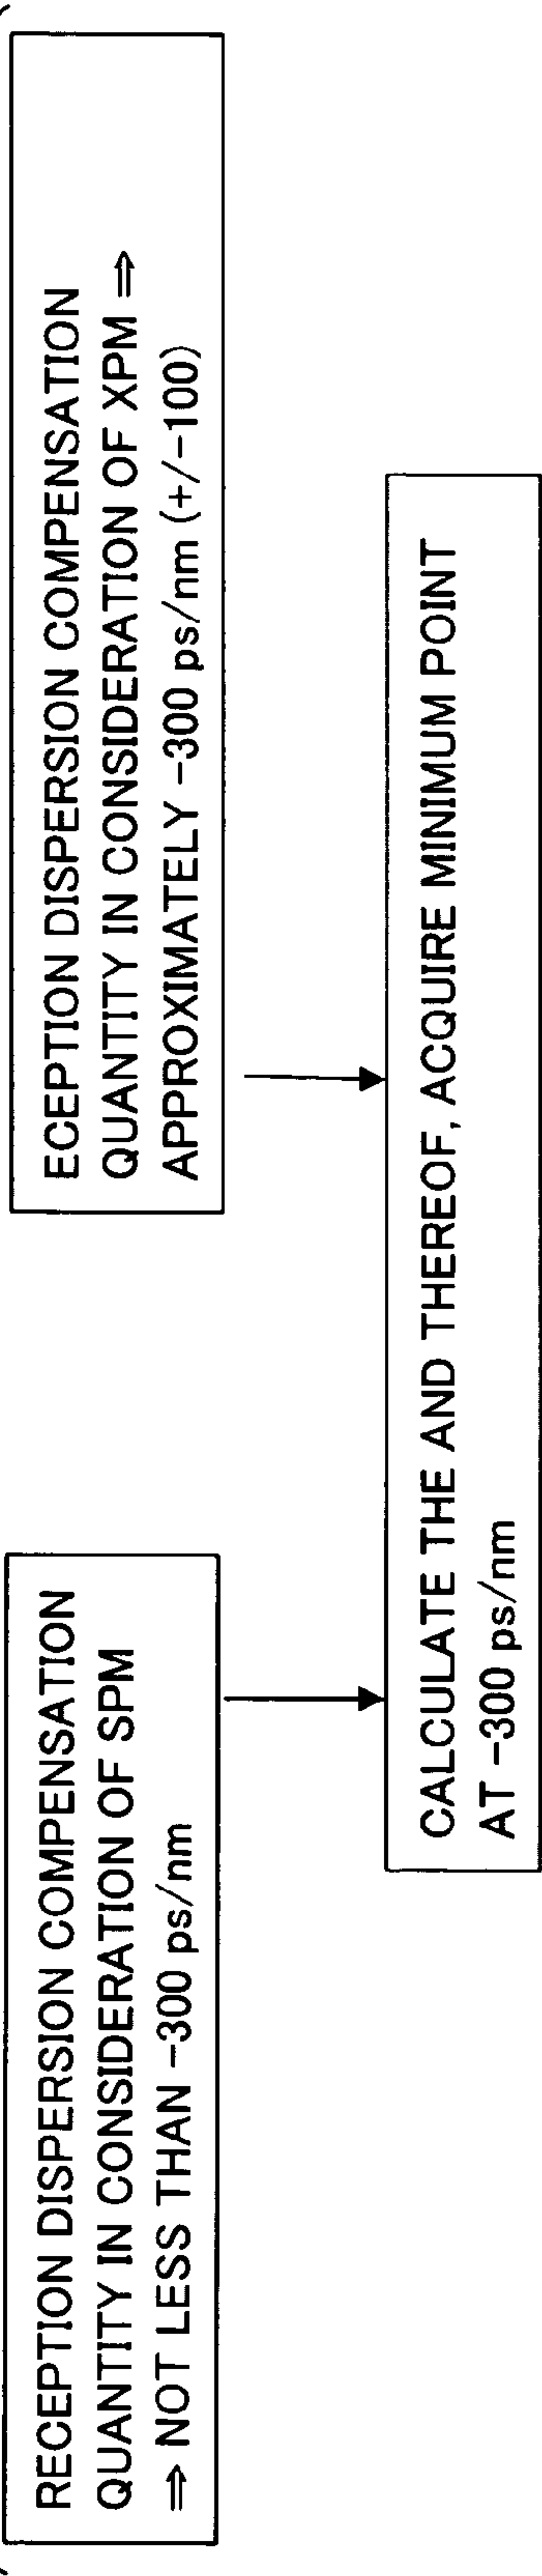 RECEPTION DISPERSION COMPENSATION
QUANTITY IN CONSIDERATION OF SPM
⇒ NOT LESS THAN -300 ps/nm
ECEPTION DISPERSION COMPENSATION
QUANTITY IN CONSIDERATION OF XPM ⇒
APPROXIMATELY -300 ps/nm (+/-100)
CALCULATE THE AND THEREOF, ACQUIRE MINIMUM POINT
AT -300 ps/nm